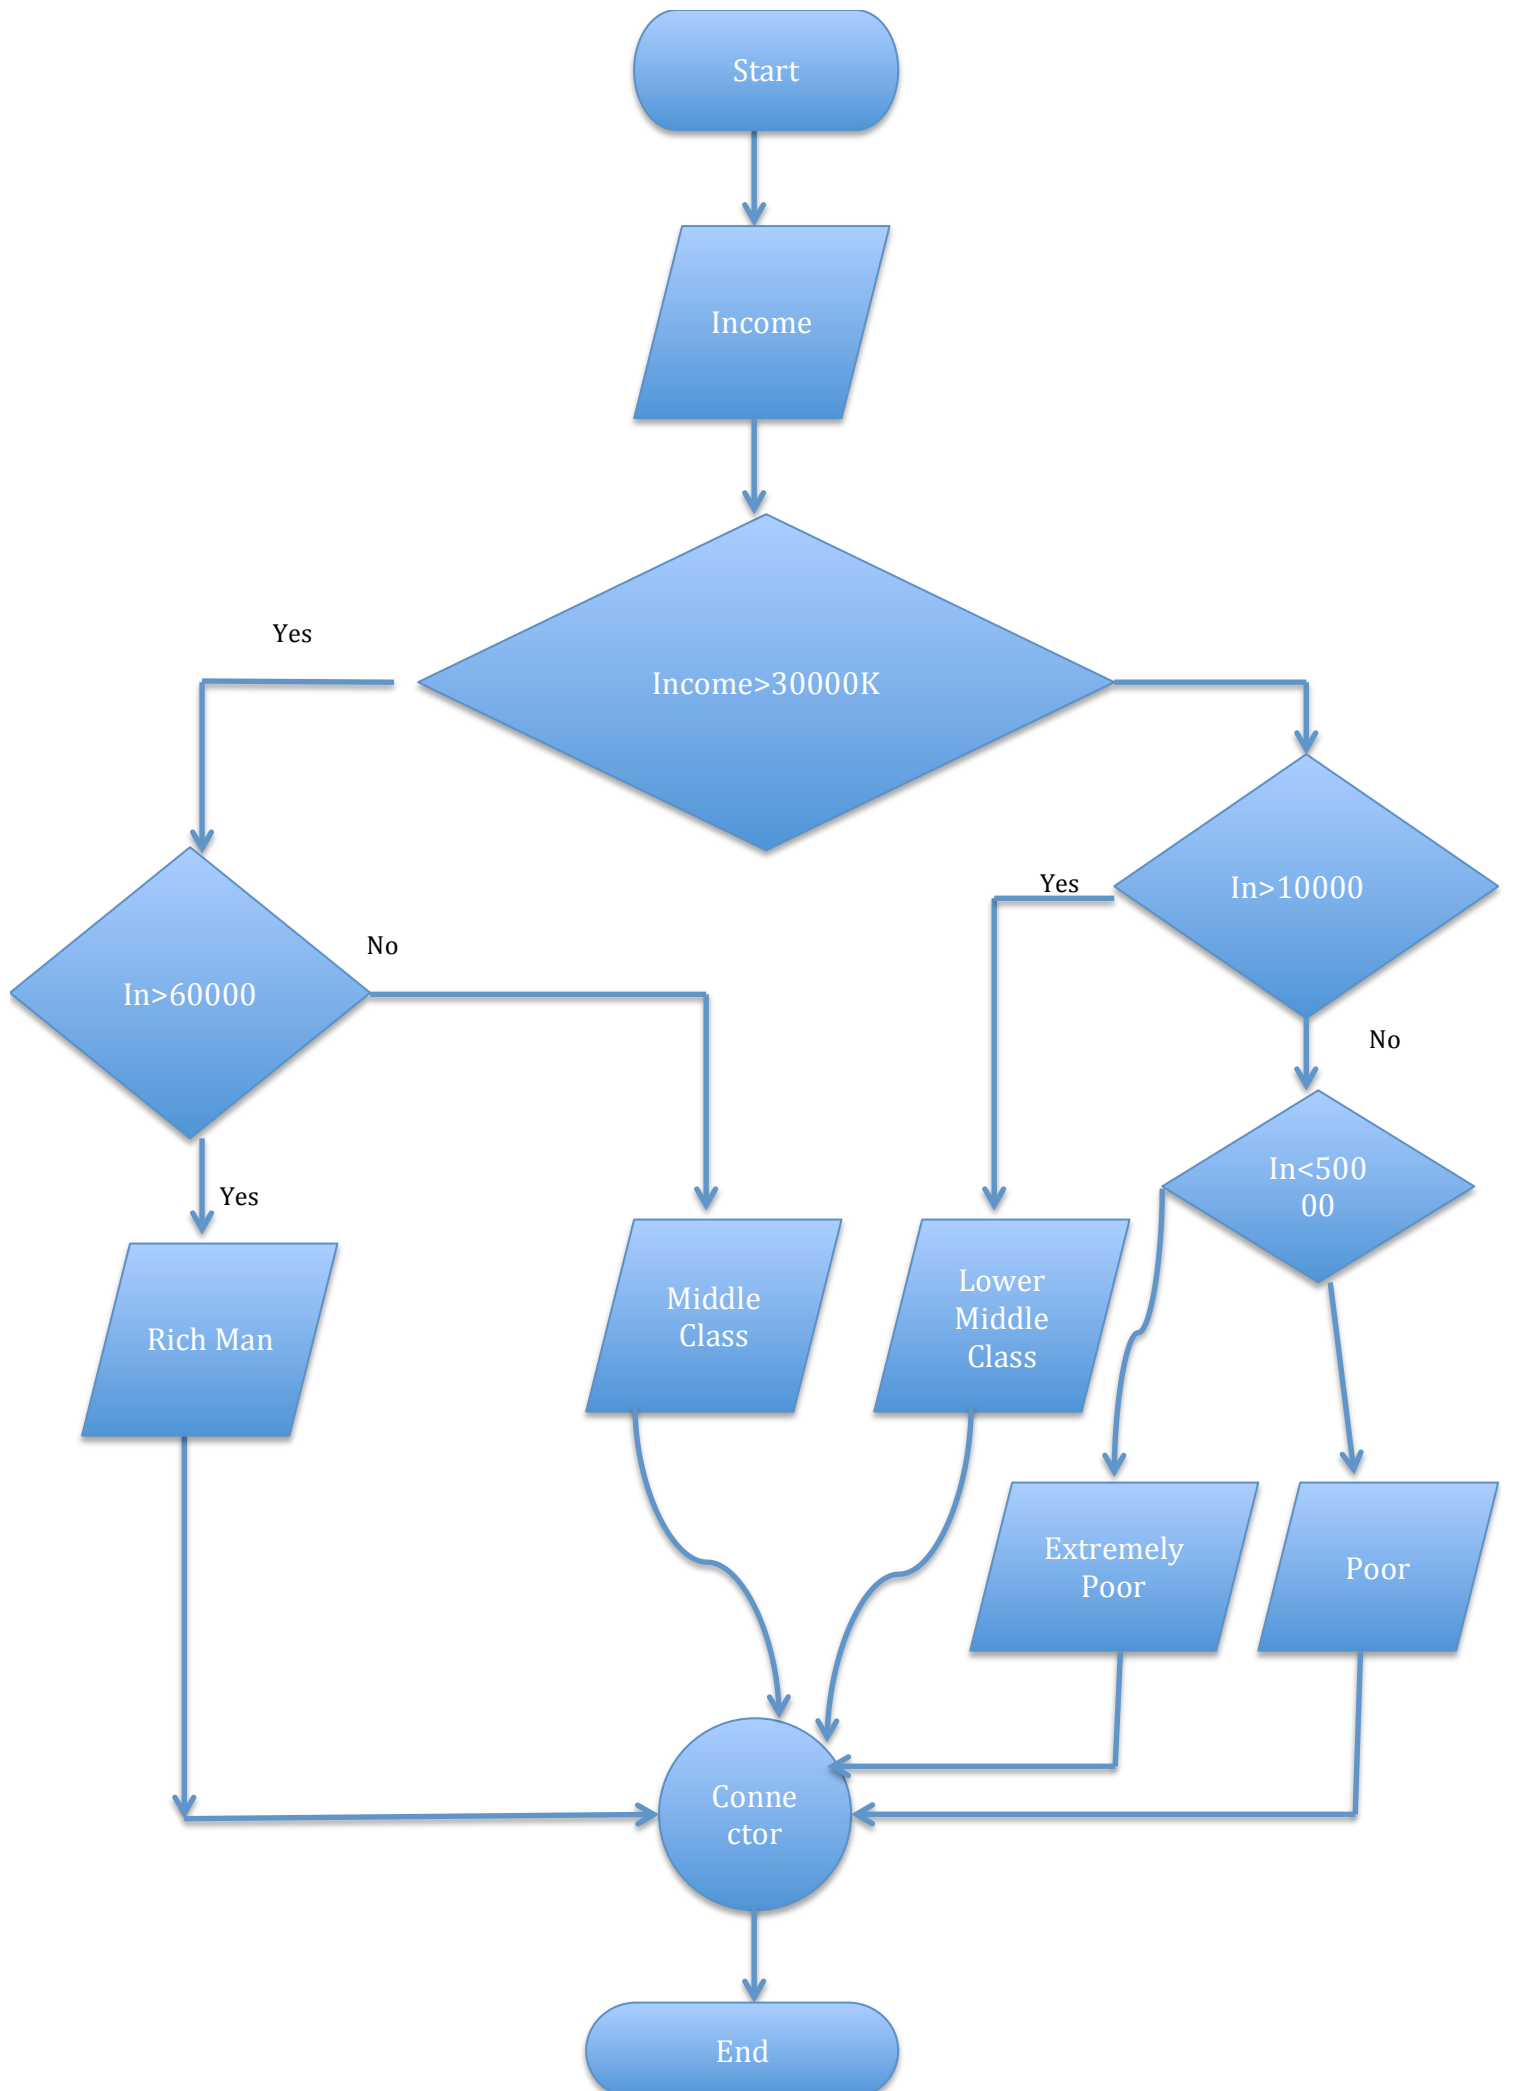 Start
Income
Yes
Income>30000K
Yes
In>10000
No
In>60000
No
Yes
In<500
00
Middle
Class
Lower
Middle
Class
Rich Man
Extremely
Poor
Poor
Conne
ctor
End